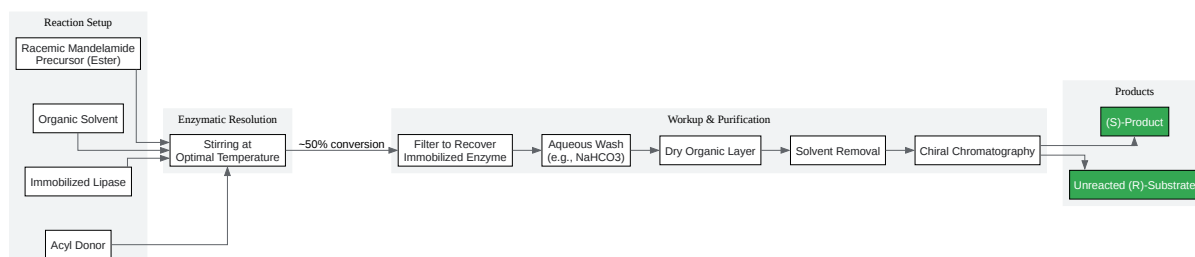 Reaction Setup
Racemic Mandelamide
Precursor (Ester)
Organic Solvent
Immobilized Lipase
Acyl Donor
Enzymatic Resolution
Stirring at
Optimal Temperature
~50% conversion
Workup & Purification
Filter to Recover
Immobilized Enzyme
Aqueous Wash
(e.g., NaHCO3)
Dry Organic Layer
Solvent Removal
Chiral Chromatography
Products
(S)-Product
Unreacted (R)-Substrate